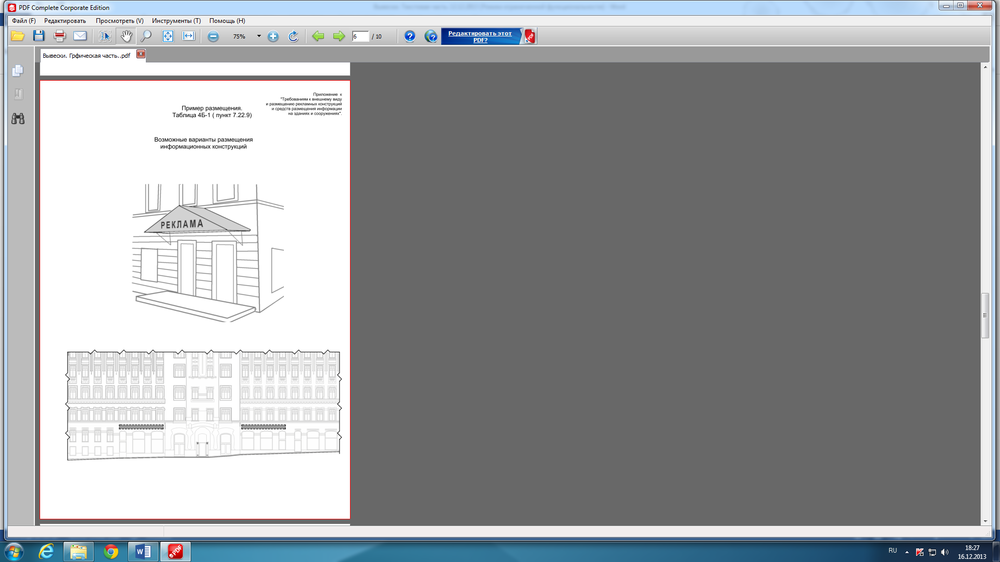 PDF Complete Corporate Edition
Файл (F) Редактировать Просмотреть (V) Инструменты (T) Помощь (H)
75% 6 / 10 Редактировать этот
PDF?
Вывески. Грфическая часть..pdf
Приложение к
"Требованиям к внешнему виду
и размещению рекламных конструкций
и средств размещения информации
на зданиях и сооружениях".
Пример размещения.
Таблица 4Б-1 ( пункт 7.22.9)
Возможные варианты размещения
информационных конструкций
РЕКЛАМА
RU
18:27
16.12.2013